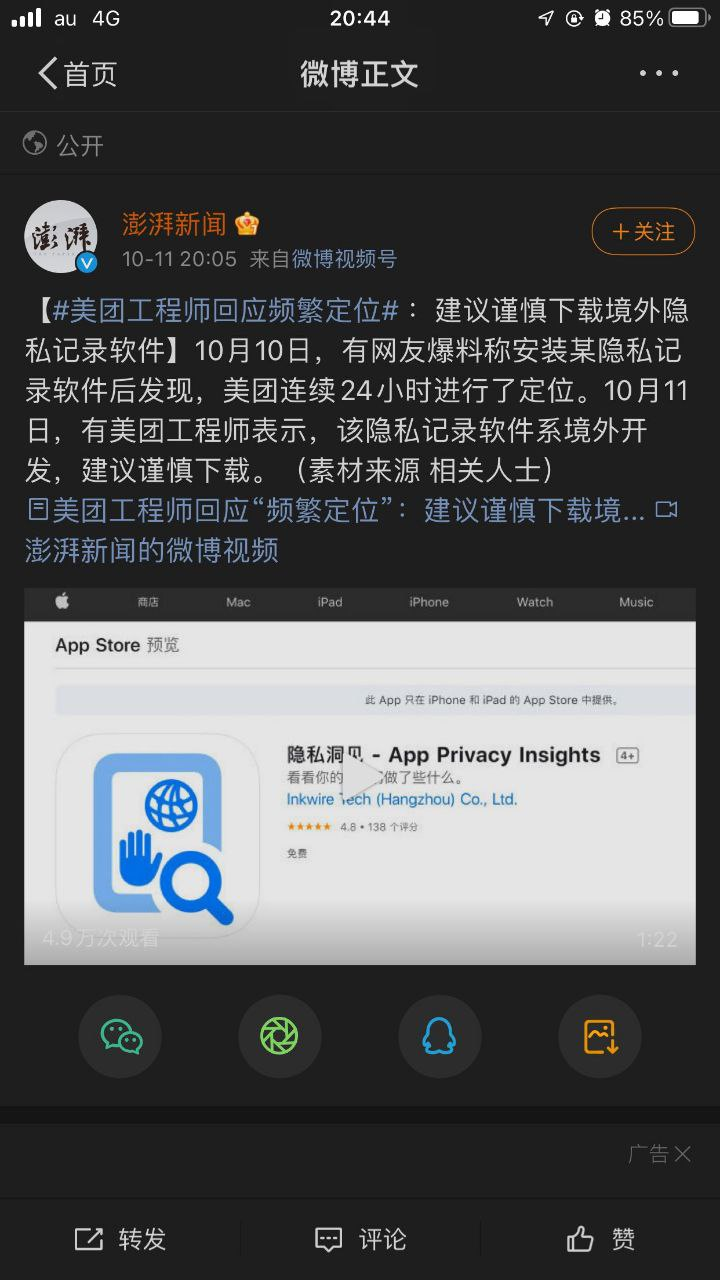 au 4G 20:44 85%
首页 微博正文
公开
澎湃
澎湃新闻
10-11 20:05 来自微博视频号
+关注
【#美团工程师回应频繁定位#：建议谨慎下载境外隐
私记录软件】10月10日，有网友爆料称安装某隐私记
录软件后发现，美团连续24小时进行了定位。10月11
日，有美团工程师表示，该隐私记录软件系境外开
发，建议谨慎下载。（素材来源 相关人士）
美团工程师回应“频繁定位”：建议谨慎下载境...
澎湃新闻的微博视频
商店 Mac iPad iPhone Watch Music
App Store 预览
此 App 只在 iPhone 和 iPad 的 App Store 中提供。
隐私洞见 - App Privacy Insights 4+
看看你的 做了些什么。
Inkwire Tech (Hangzhou) Co., Ltd.
★★★★★ 4.8 • 138 个评分
免费
4.9万次观看 1:22
广告
转发 评论 赞